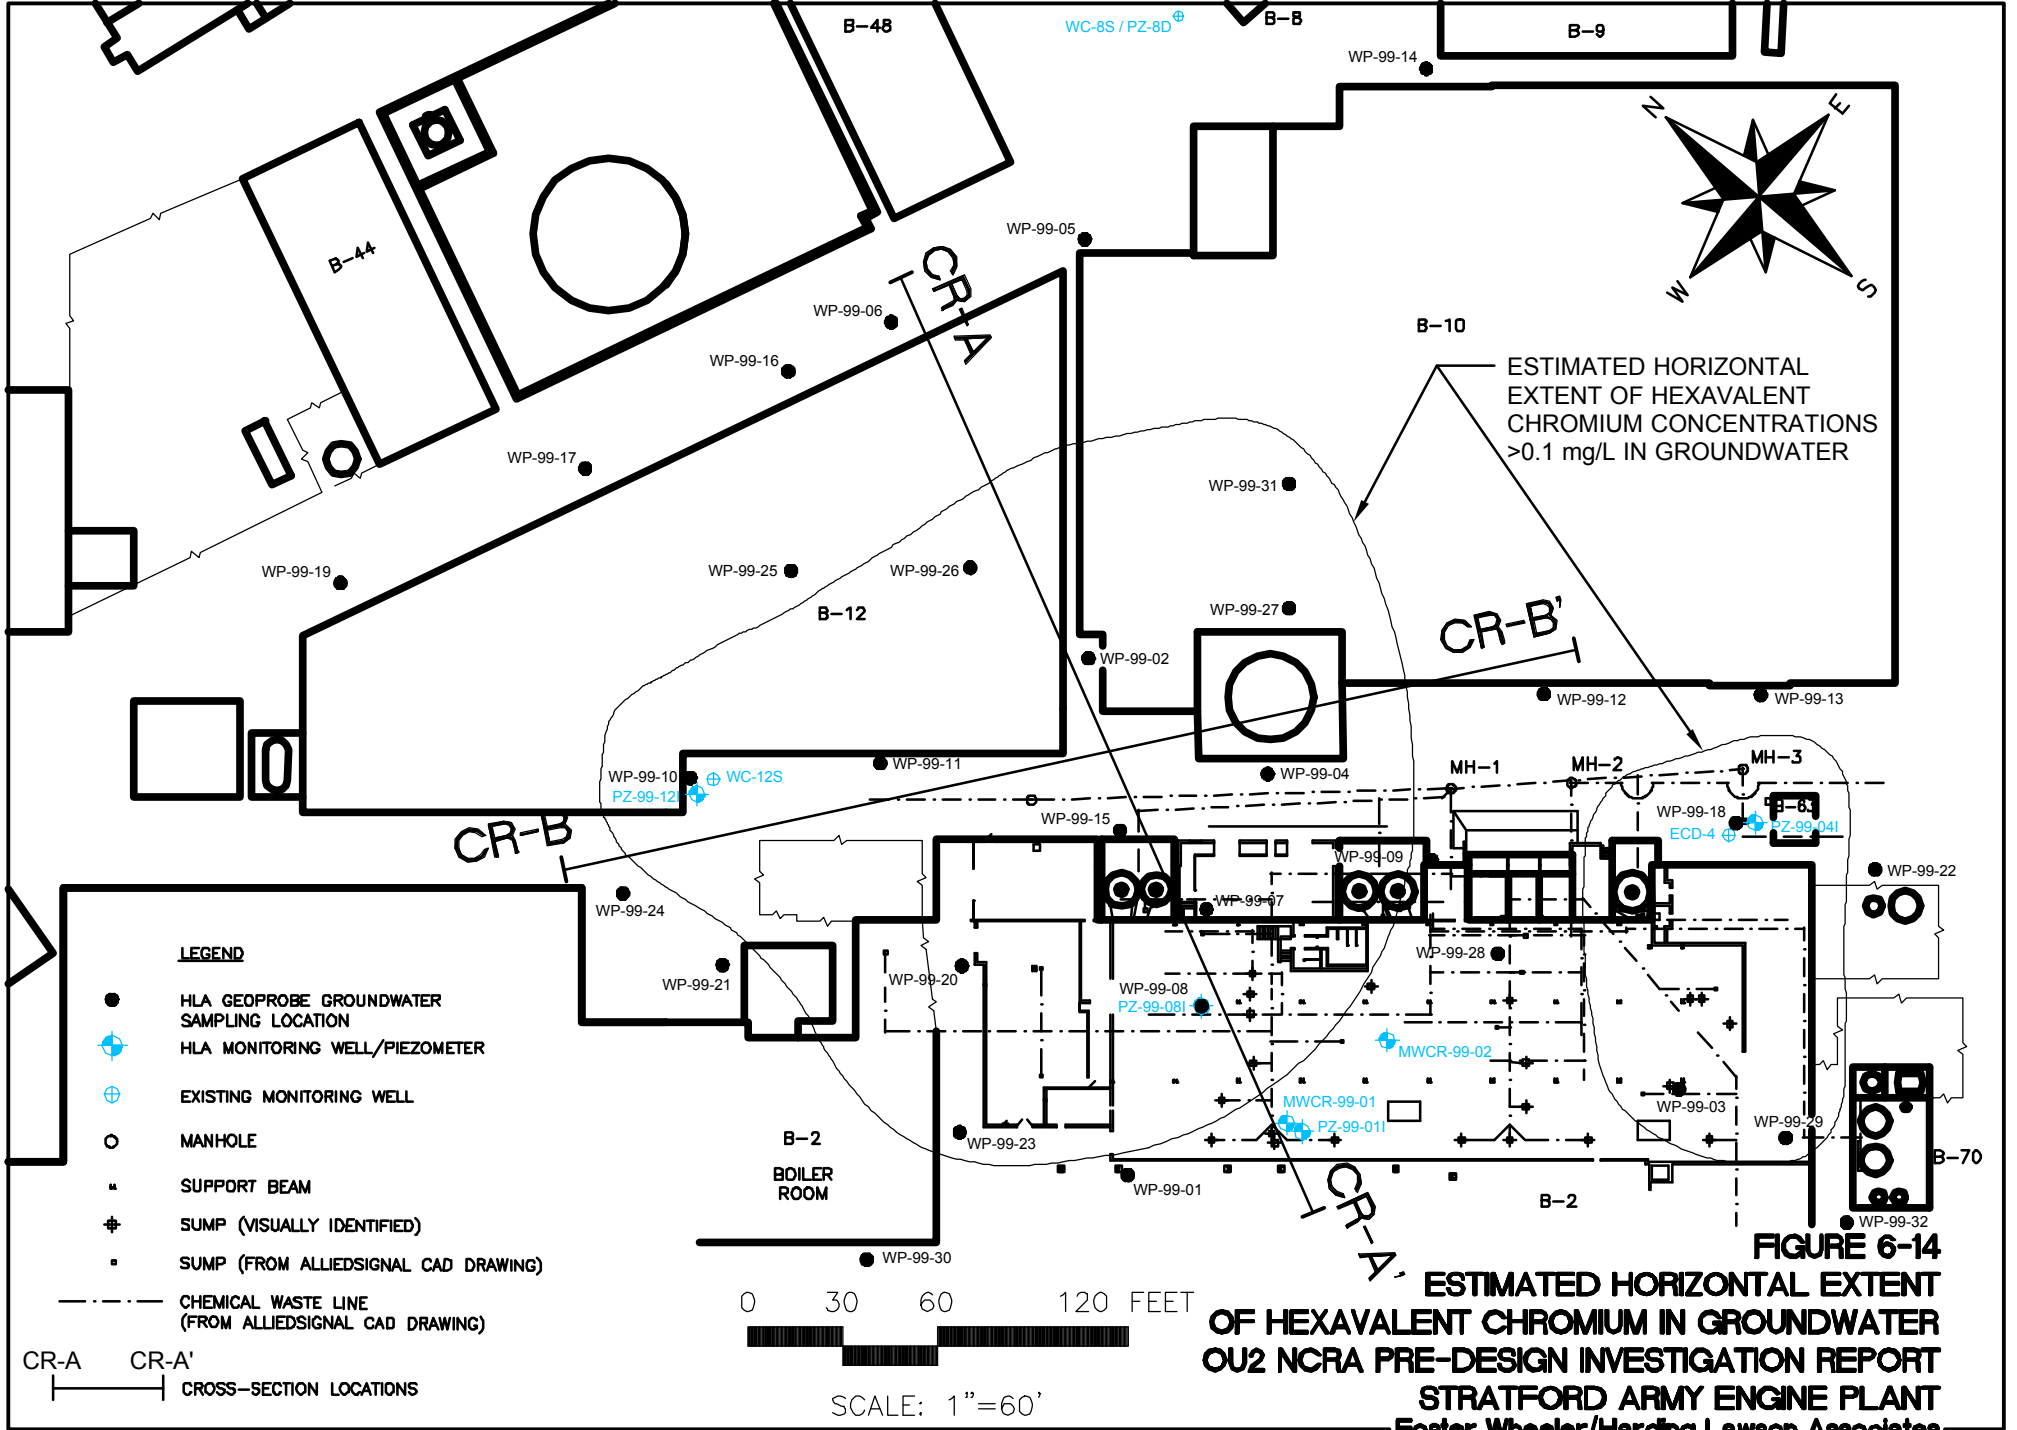 B-48
WC-8S / PZ-8D
B-8
B-9
WP-99-14
N
E
W
S
B-44
WP-99-05
CR-A
WP-99-06
B-10
WP-99-16
ESTIMATED HORIZONTAL
EXTENT OF HEXAVALENT
CHROMIUM CONCENTRATIONS
>0.1 mg/L IN GROUNDWATER
WP-99-17
WP-99-31
WP-99-19
WP-99-25
WP-99-26
B-12
WP-99-27
CR-B'
WP-99-02
WP-99-12
WP-99-13
WP-99-11
WP-99-10
WC-12S
PZ-99-12I
WP-99-04
MH-1
MH-2
MH-3
B-63
WP-99-15
WP-99-18
ECD-4
PZ-99-04I
CR-B
WP-99-09
WP-99-22
WP-99-24
WP-99-07
WP-99-21
WP-99-20
WP-99-28
WP-99-08
PZ-99-08I
MWCR-99-02
MWCR-99-01
PZ-99-01I
WP-99-03
WP-99-29
WP-99-23
B-2
BOILER
ROOM
B-70
WP-99-01
CR-A'
B-2
WP-99-32
WP-99-30
LEGEND
HLA GEOPROBE GROUNDWATER
SAMPLING LOCATION
HLA MONITORING WELL/PIEZOMETER
EXISTING MONITORING WELL
MANHOLE
SUPPORT BEAM
SUMP (VISUALLY IDENTIFIED)
SUMP (FROM ALLIEDSIGNAL CAD DRAWING)
CHEMICAL WASTE LINE
(FROM ALLIEDSIGNAL CAD DRAWING)
CR-A CR-A'
CROSS-SECTION LOCATIONS
0 30 60 120 FEET
SCALE: 1"=60'
FIGURE 6-14
ESTIMATED HORIZONTAL EXTENT
OF HEXAVALENT CHROMIUM IN GROUNDWATER
OU2 NCRA PRE-DESIGN INVESTIGATION REPORT
STRATFORD ARMY ENGINE PLANT
Foster Wheeler/Harding Lawson Associates